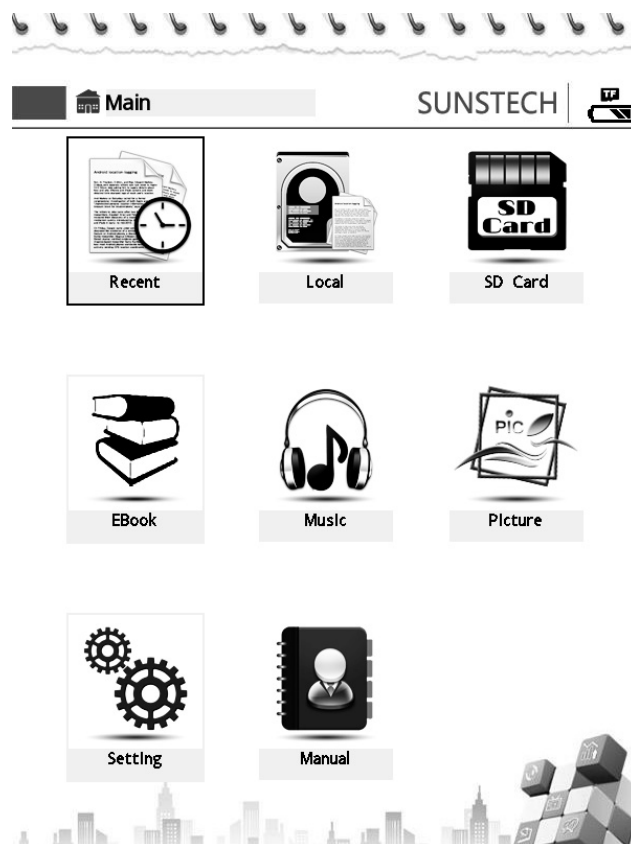 Main
SUNSTECH
TF
Recent
Local
SD Card
SD Card
EBook
Music
PIC
Picture
Setting
Manual